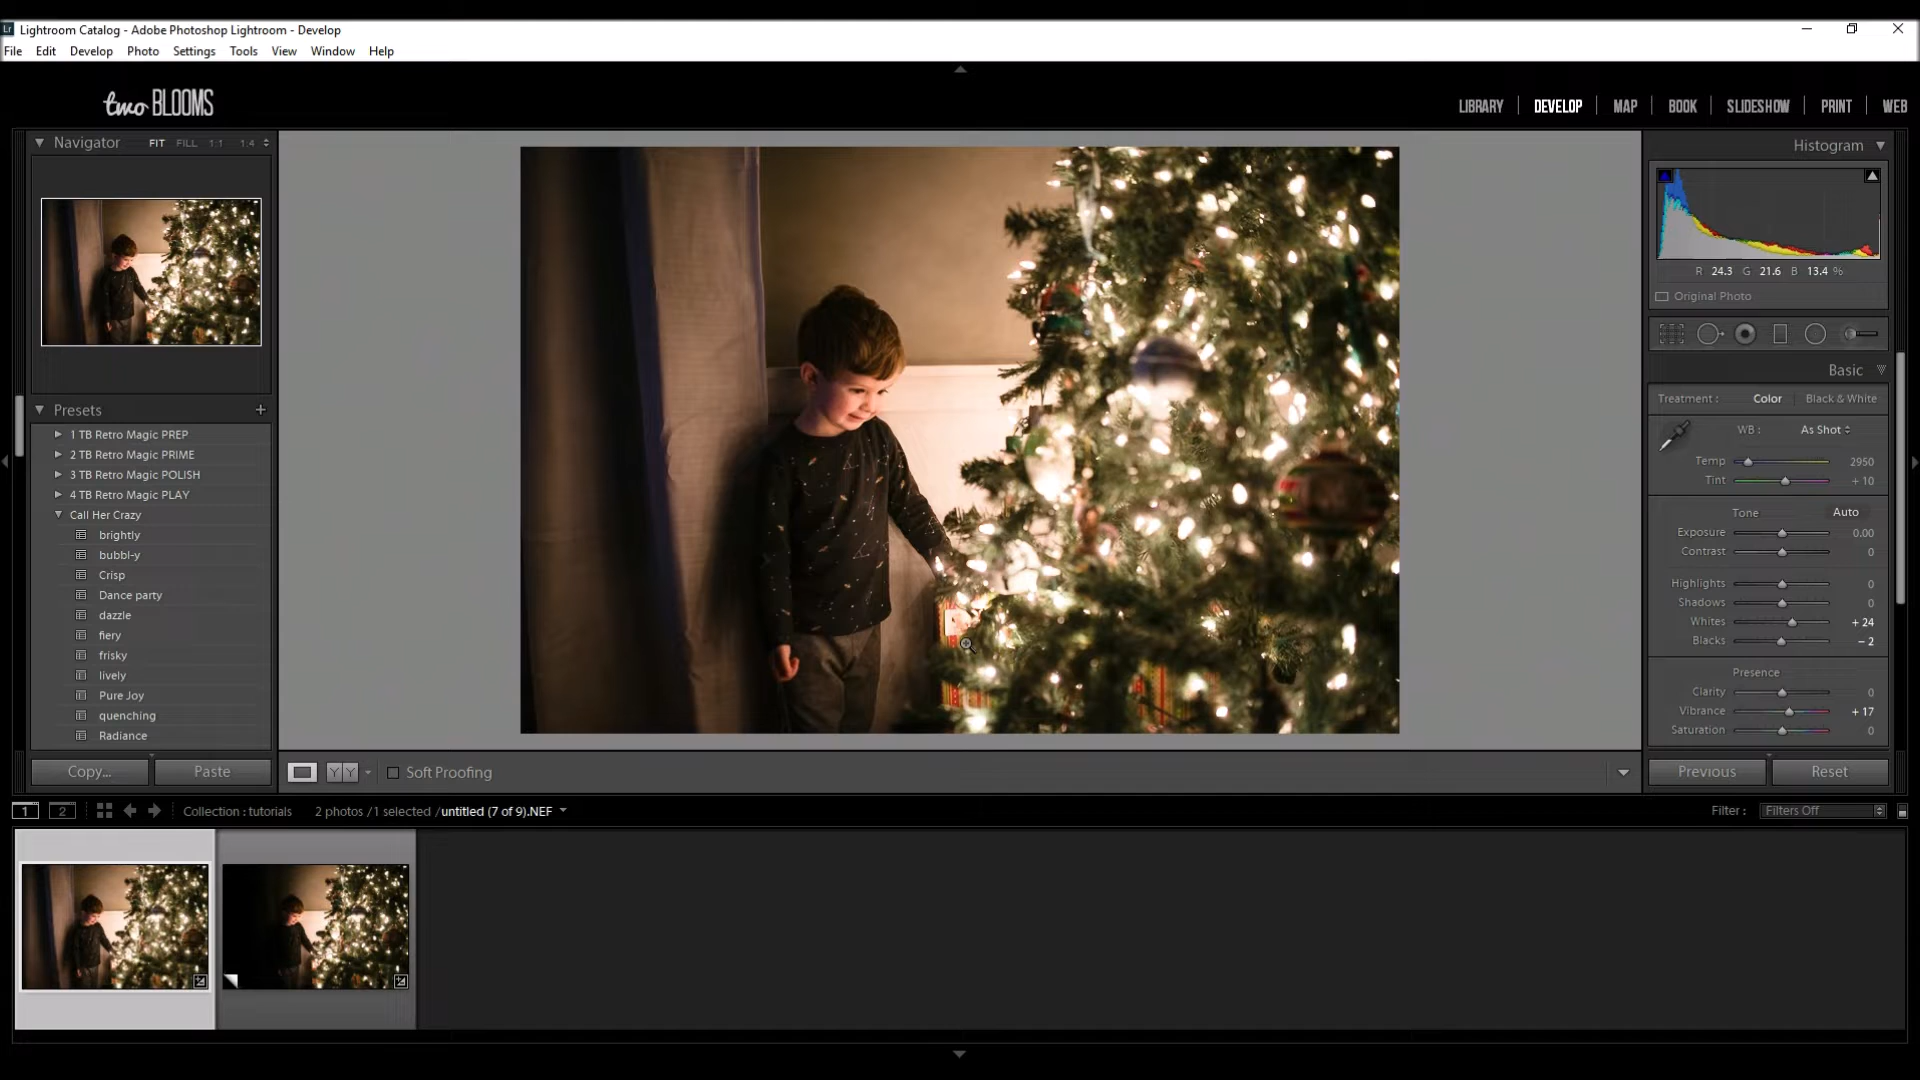 Lr Lightroom Catalog - Adobe Photoshop Lightroom - Develop
File Edit Develop Photo Settings Tools View Window Help
two BLOOMS
LIBRARY | DEVELOP | MAP | BOOK | SLIDESHOW | PRINT | WEB
Navigator FIT FILL 1:1 1:4
Presets +
1 TB Retro Magic PREP
2 TB Retro Magic PRIME
3 TB Retro Magic POLISH
4 TB Retro Magic PLAY
Call Her Crazy
brightly
bubbl-y
Crisp
Dance party
dazzle
fiery
frisky
lively
Pure Joy
quenching
Radiance
Copy... Paste
YY Soft Proofing
Histogram
R 24.3 G 21.6 B 13.4 %
Original Photo
Basic
Treatment : Color Black & White
WB : As Shot
Temp 2950
Tint + 10
Tone Auto
Exposure 0.00
Contrast 0
Highlights 0
Shadows 0
Whites + 24
Blacks - 2
Presence
Clarity 0
Vibrance + 17
Saturation 0
Previous Reset
1 2 Collection : tutorials 2 photos / 1 selected / untitled (7 of 9).NEF Filter : Filters Off